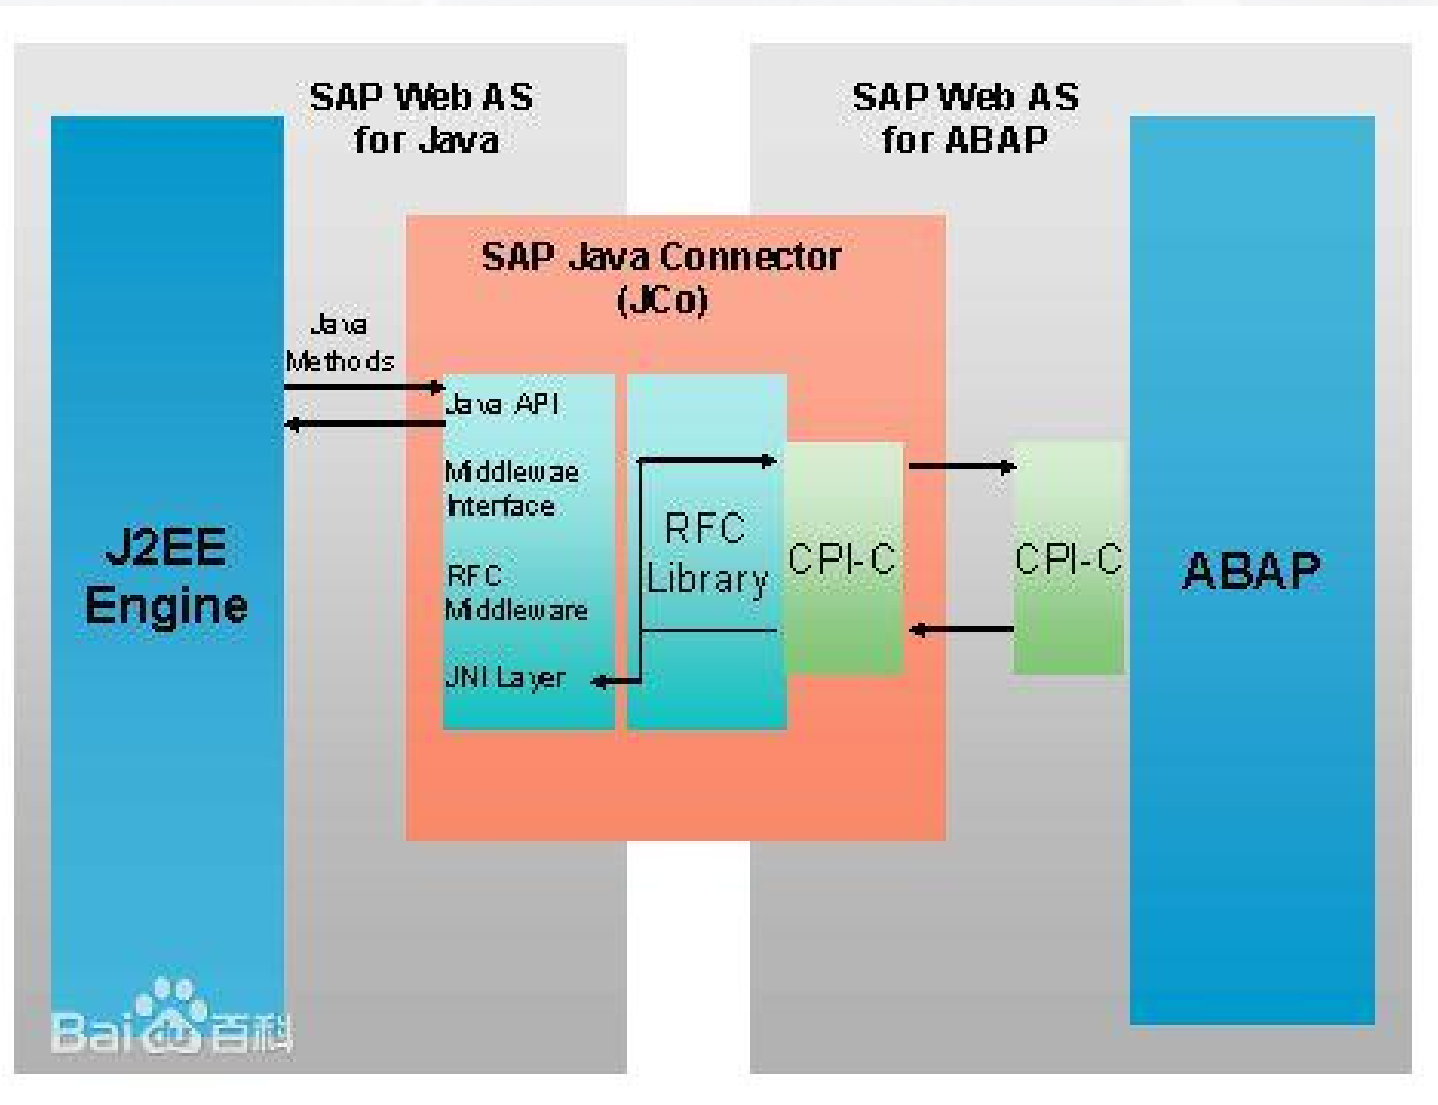 SAP Web AS
for Java
SAP Web AS
for ABAP
SAP Java Connector
(JCo)
Java
Methods
Java API
Middlewae
Interface
RFC
Middleware
JNI Layer
RFC
Library
CPI-C
CPI-C
J2EE
Engine
ABAP
Bai du 百科